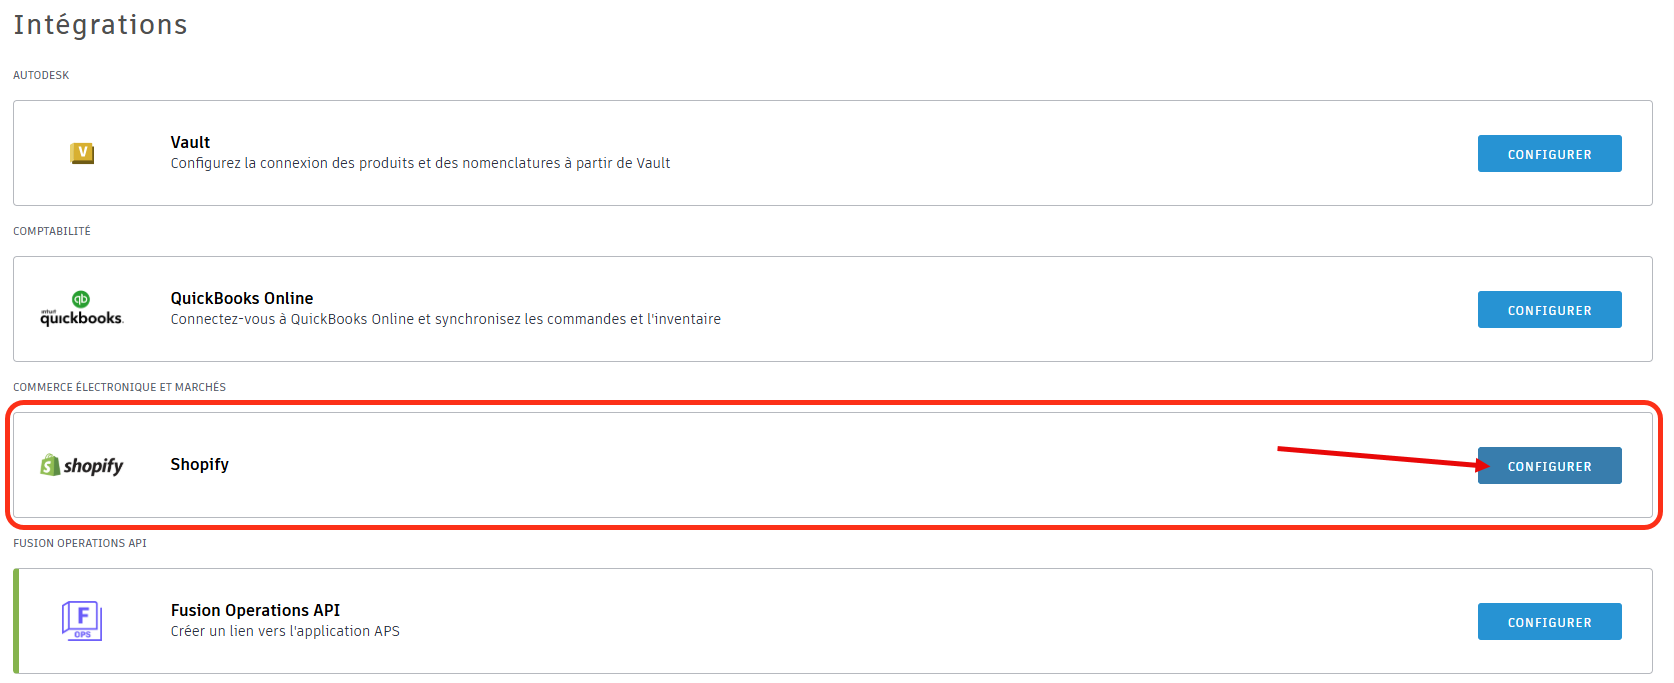 Intégrations
AUTODESK
V
Vault
Configurez la connexion des produits et des nomenclatures à partir de Vault
CONFIGURER
COMPTABILITÉ
qb
intuit
quickbooks.
QuickBooks Online
Connectez-vous à QuickBooks Online et synchronisez les commandes et l'inventaire
CONFIGURER
COMMERCE ÉLECTRONIQUE ET MARCHÉS
S
shopify
Shopify
CONFIGURER
FUSION OPERATIONS API
F
OPS
Fusion Operations API
Créer un lien vers l'application APS
CONFIGURER